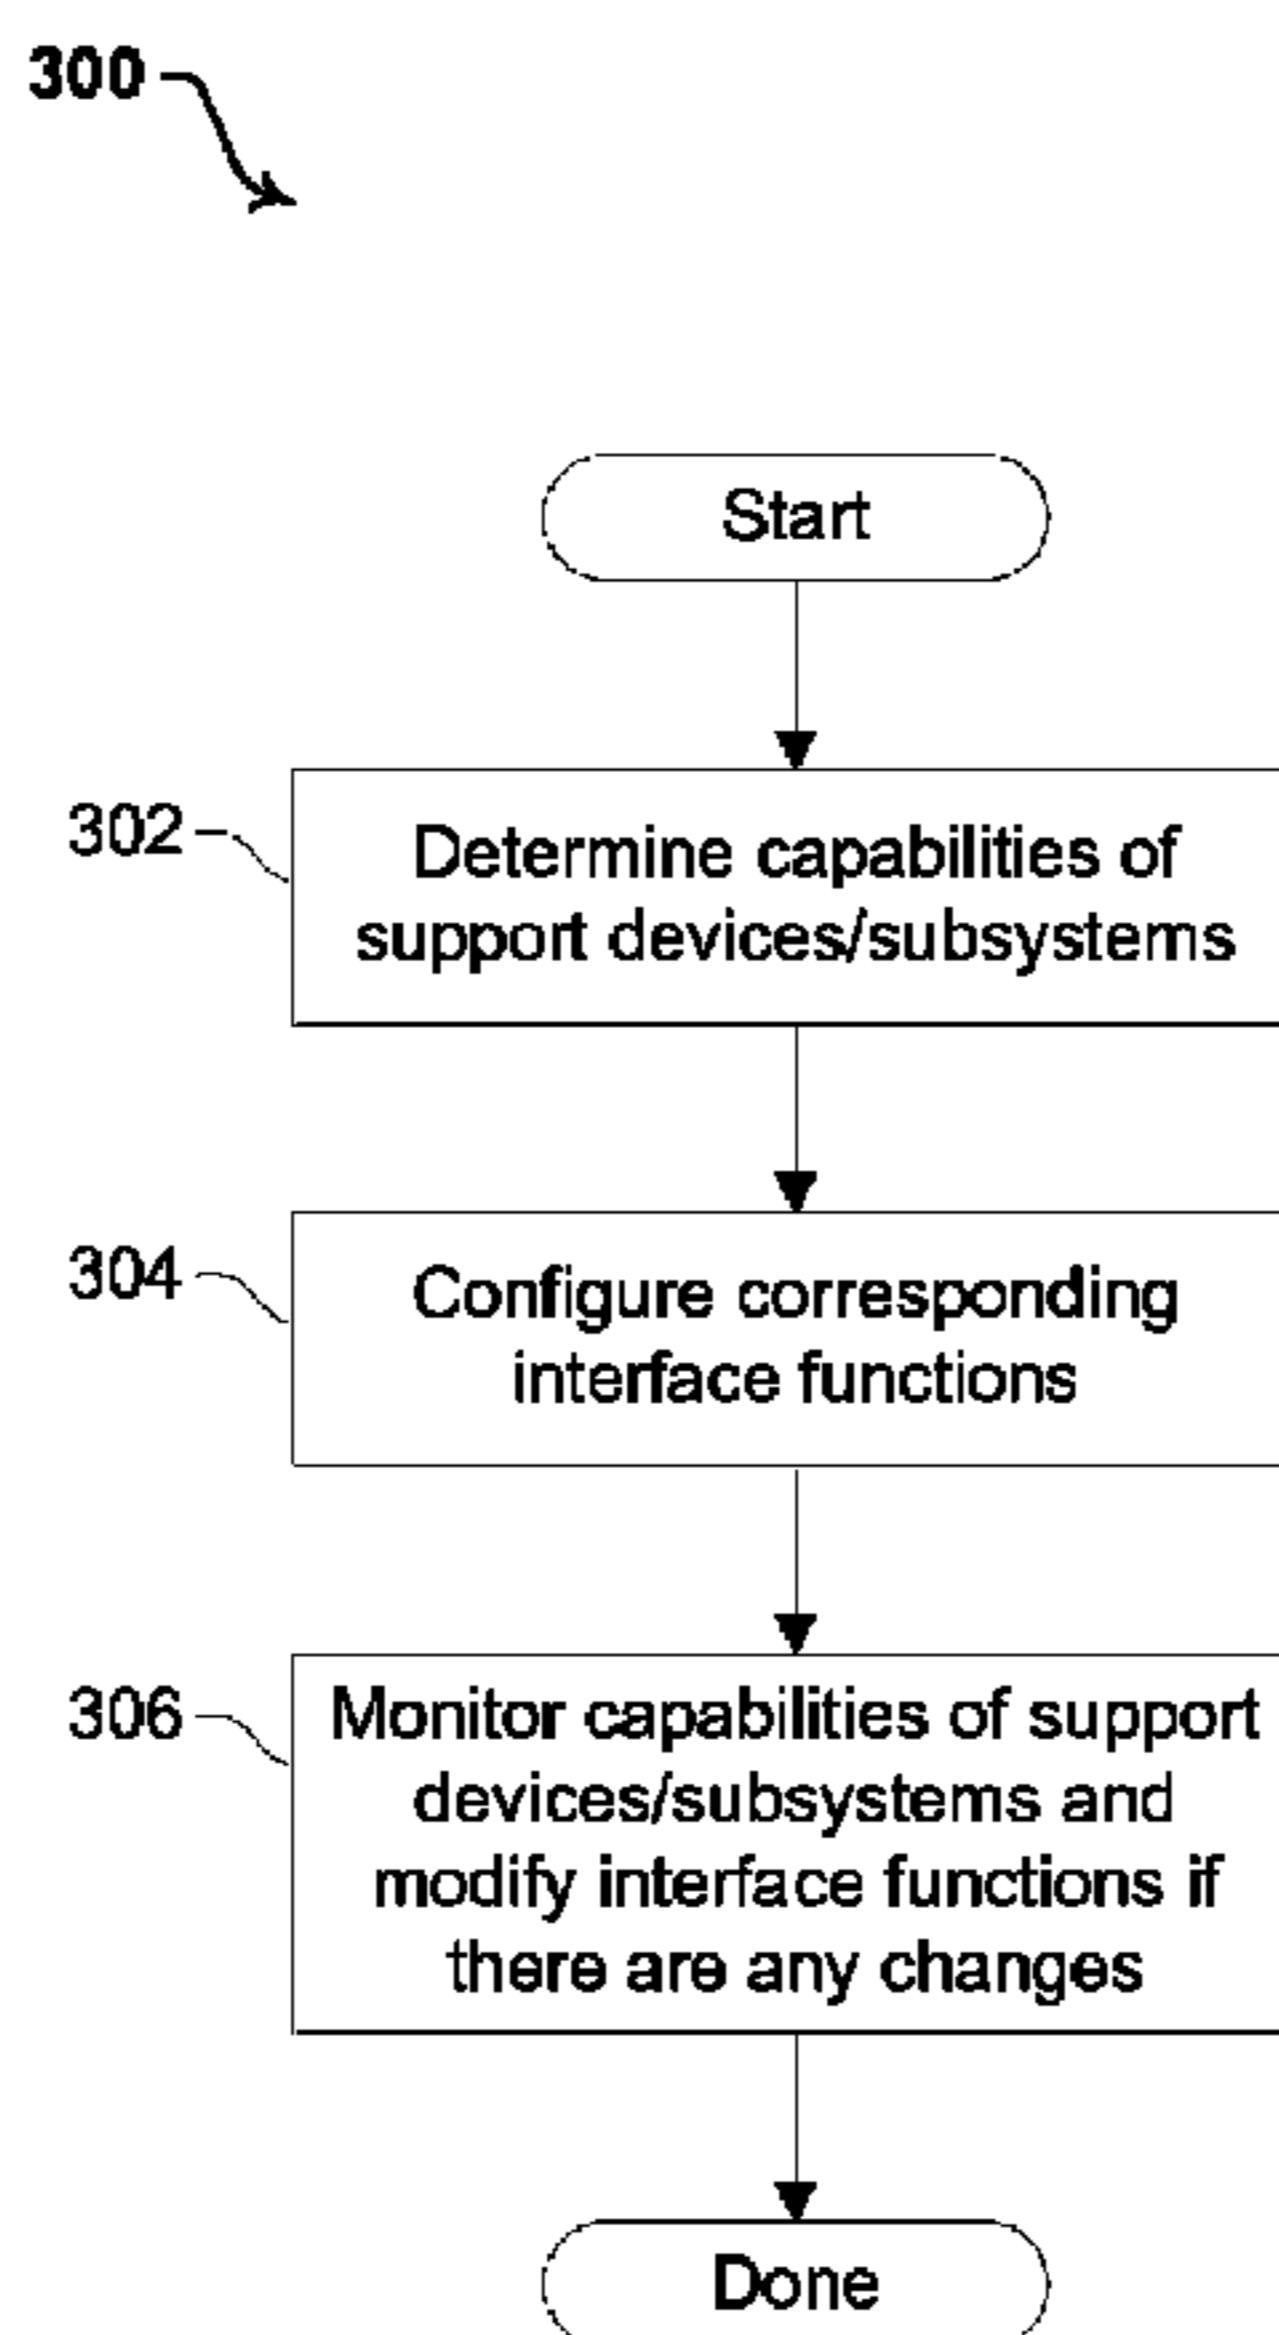 300
Start
302
Determine capabilities of
support devices/subsystems
304
Configure corresponding
interface functions
306
Monitor capabilities of support
devices/subsystems and
modify interface functions if
there are any changes
Done